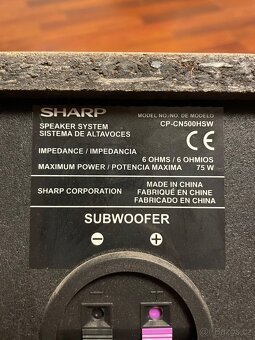 SHARP
MODEL NO./NO. DE MODELO
SPEAKER SYSTEM
CP-CN500HSW
SISTEMA DE ALTAVOCES
CE
IMPEDANCE / IMPEDANCIA
6 OHMS / 6 OHMIOS
MAXIMUM POWER / POTENCIA MAXIMA
75 W
SHARP CORPORATION
MADE IN CHINA
FABRIQUÉ EN CHINE
FABRICADO EN CHINA
SUBWOOFER
− +